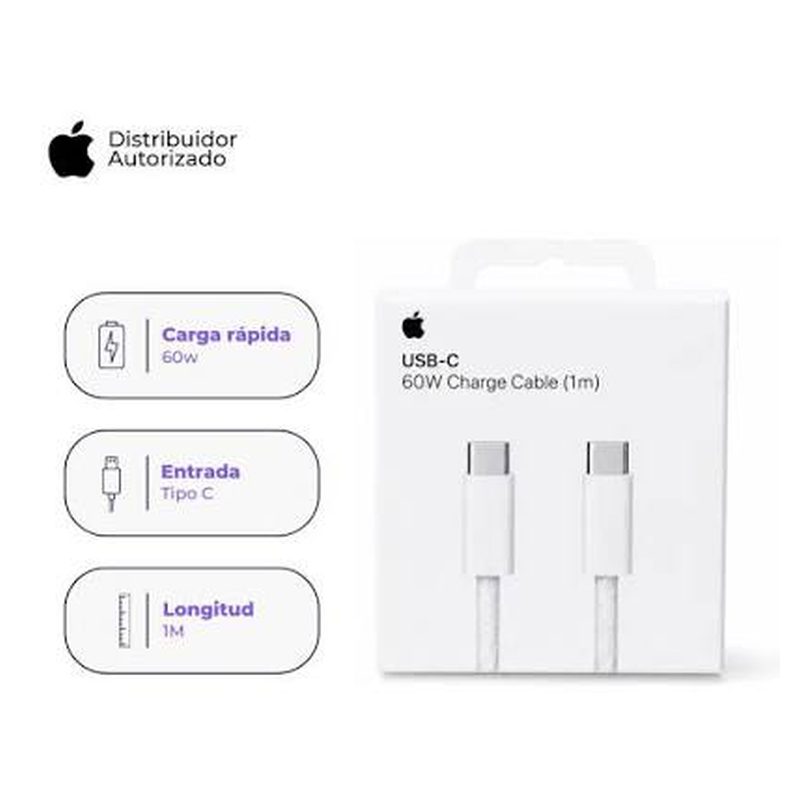 Distribuidor
Autorizado
Carga rápida
60w
Entrada
Tipo C
Longitud
1M
USB-C
60W Charge Cable (1m)